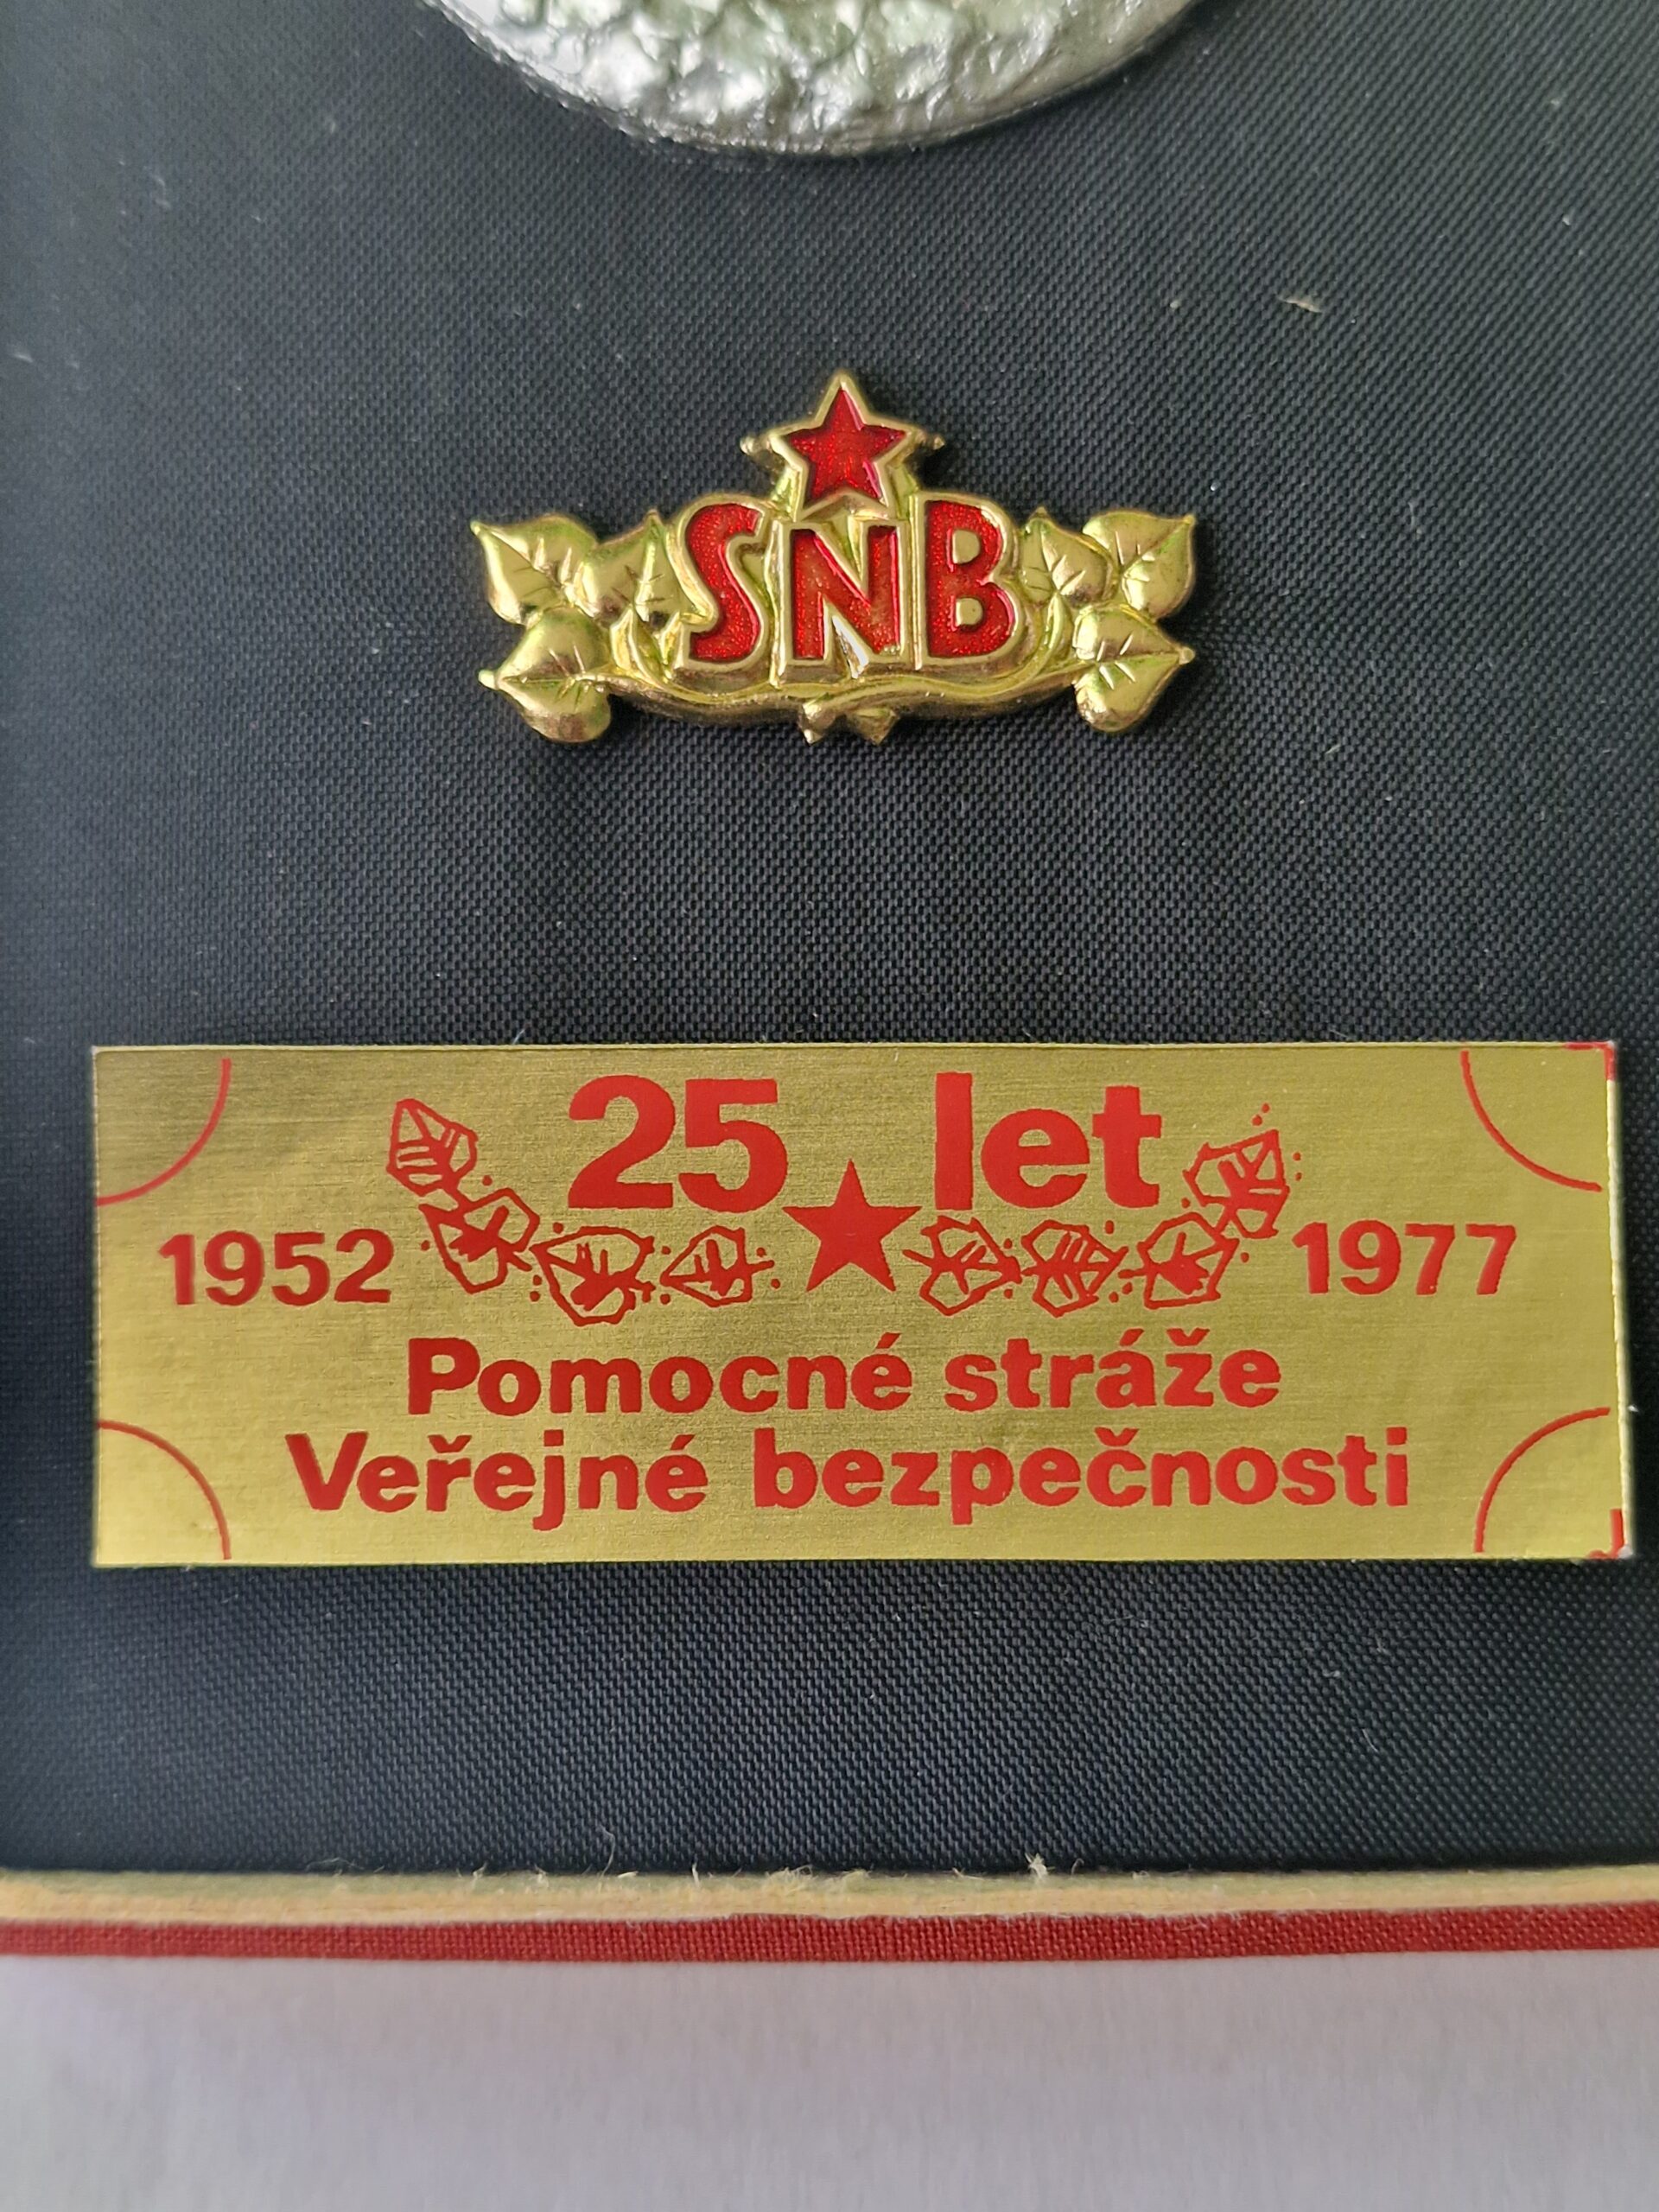 SNB
25 let
1952 1977
Pomocné stráže
Veřejné bezpečnosti